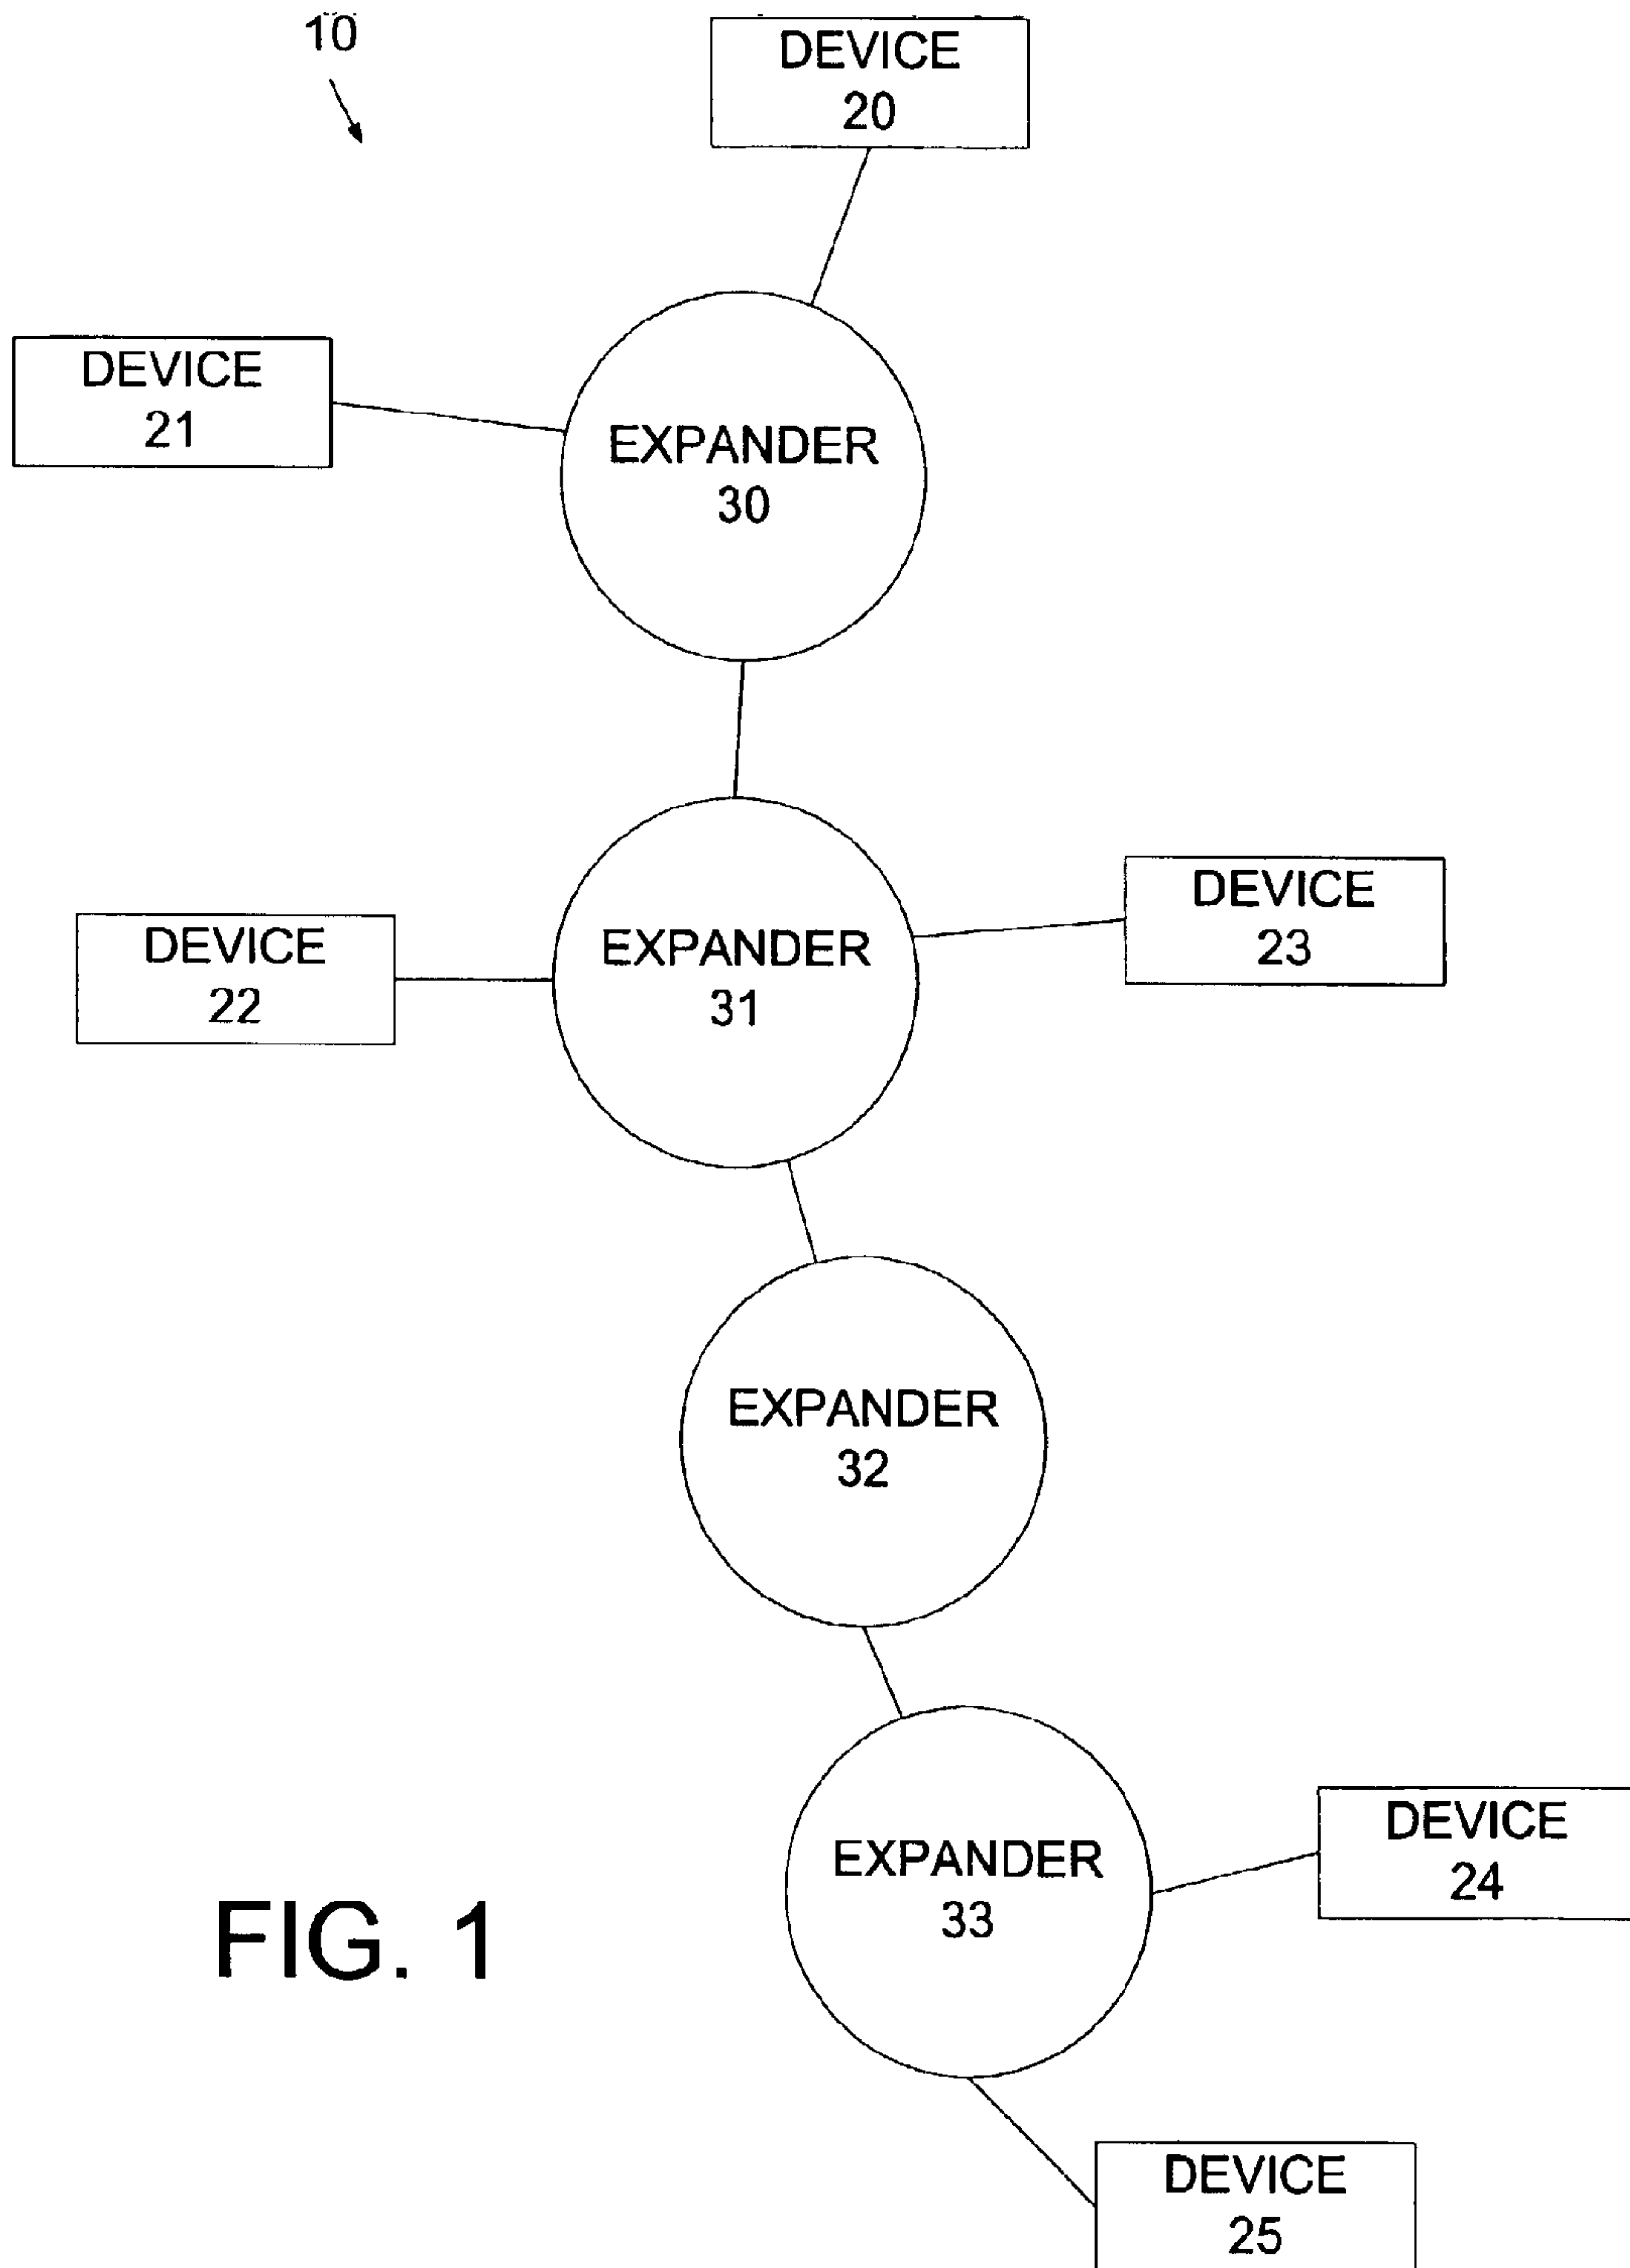 10
DEVICE
20
DEVICE
21
EXPANDER
30
DEVICE
23
DEVICE
22
EXPANDER
31
EXPANDER
32
DEVICE
24
EXPANDER
33
FIG. 1
DEVICE
25